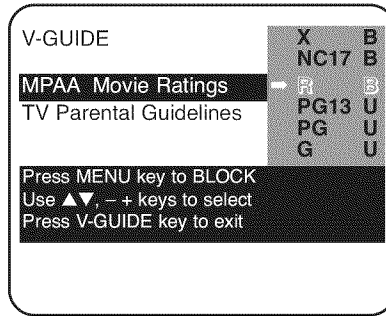 V-GUIDE
X B
NC17 B
MPAA Movie Ratings ➡ R B
TV Parental Guidelines PG13 U
PG U
G U
Press MENU key to BLOCK
Use ▲▼, – + keys to select
Press V-GUIDE key to exit